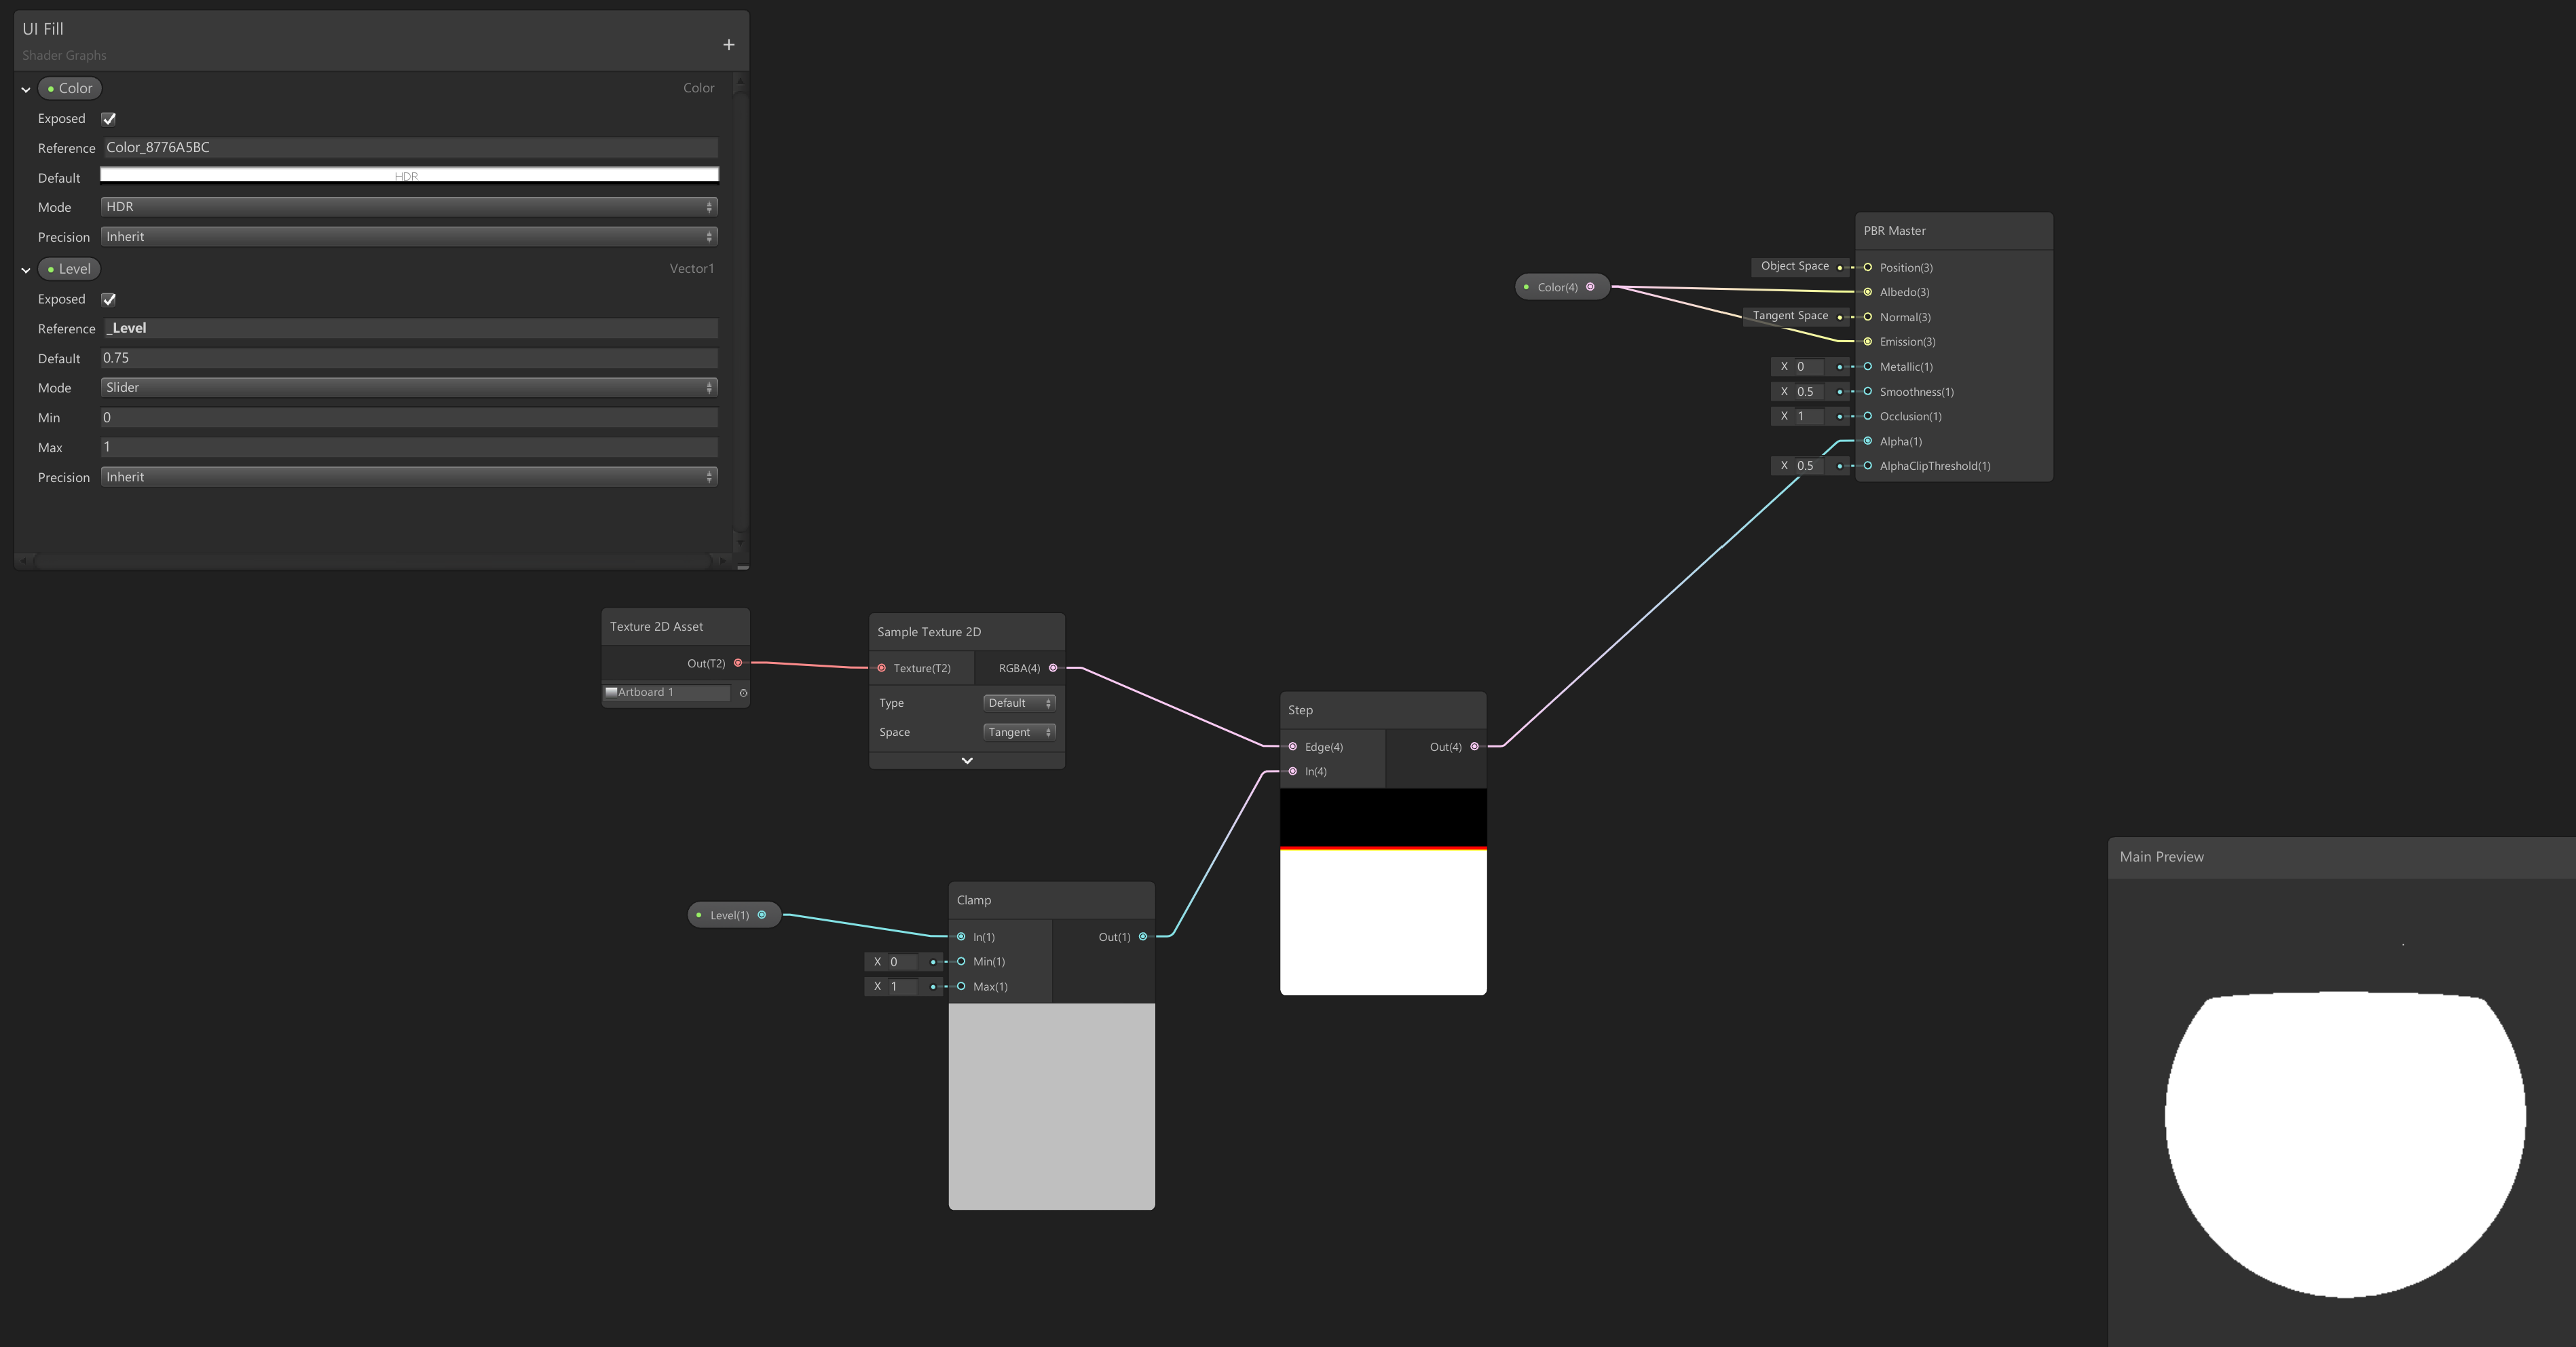 UI Fill
Shader Graphs
Color Color
Exposed
Reference Color_8776A5BC
Default HDR
Mode HDR
Precision Inherit
Level Vector1
Exposed
Reference _Level
Default 0.75
Mode Slider
Min 0
Max 1
Precision Inherit
PBR Master
Object Space Position(3)
Color(4)
Albedo(3)
Tangent Space Normal(3)
Emission(3)
X 0 Metallic(1)
X 0.5 Smoothness(1)
X 1 Occlusion(1)
Alpha(1)
X 0.5 AlphaClipThreshold(1)
Texture 2D Asset
Out(T2)
Artboard 1
Sample Texture 2D
Texture(T2) RGBA(4)
Type Default
Space Tangent
Step
Edge(4) Out(4)
In(4)
Level(1)
Clamp
In(1) Out(1)
X 0 Min(1)
X 1 Max(1)
Main Preview